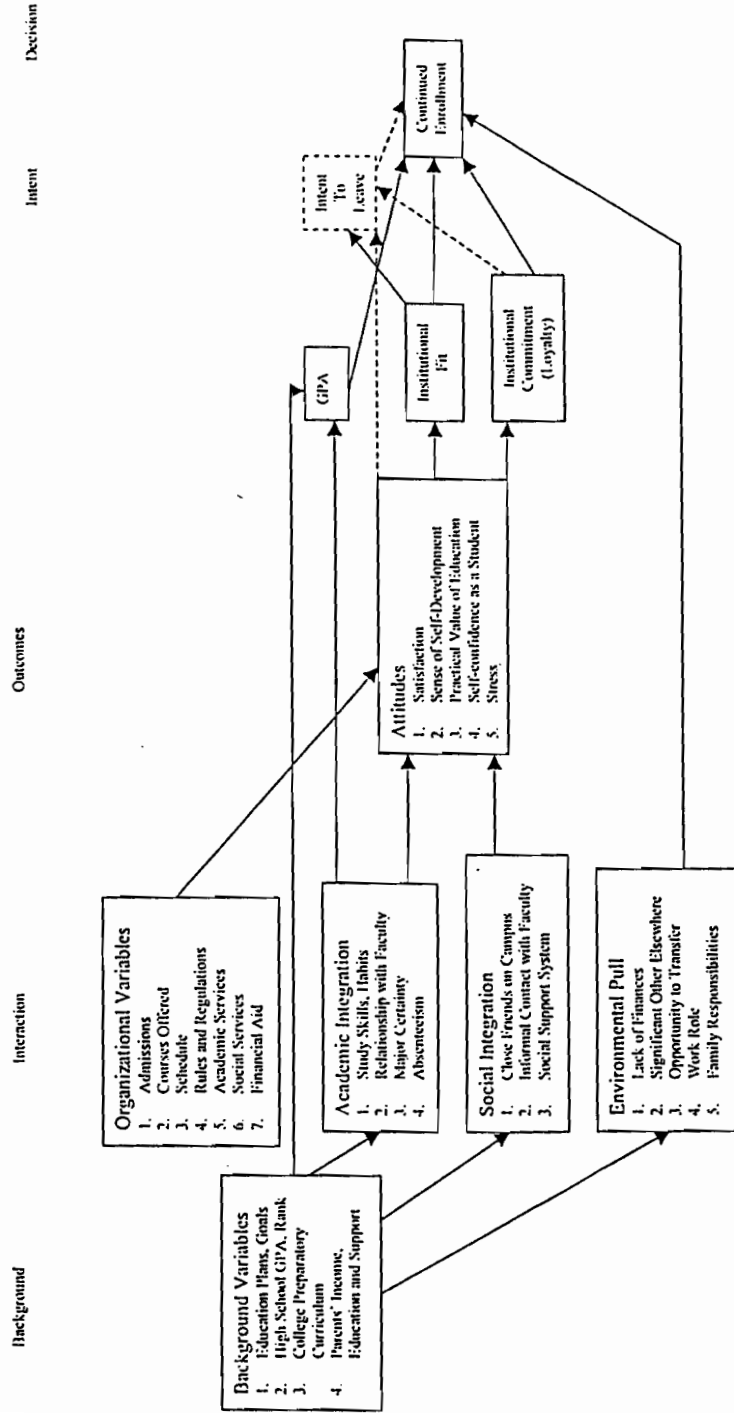 Background
Interaction
Outcomes
Intent
Decision
Background Variables
1. Education Plans, Goals
2. High School GPA, Rank
3. College Preparatory
Curriculum
4. Parents' Income,
Education and Support
Organizational Variables
1. Admissions
2. Courses Offered
3. Schedule
4. Rules and Regulations
5. Academic Services
6. Social Services
7. Financial Aid
Academic Integration
1. Study Skills, Habits
2. Relationship with Faculty
3. Major Certainty
4. Absenteeism
Social Integration
1. Close Friends on Campus
2. Informal Contact with Faculty
3. Social Support System
Environmental Pull
1. Lack of Finances
2. Significant Other Elsewhere
3. Opportunity to Transfer
4. Work Role
5. Family Responsibilities
Attitudes
1. Satisfaction
2. Sense of Self-Development
3. Practical Value of Education
4. Self-confidence as a Student
5. Stress
GPA
Institutional
Fit
Institutional
Commitment
(Loyalty)
Intent
To
Leave
Continued
Enrollment